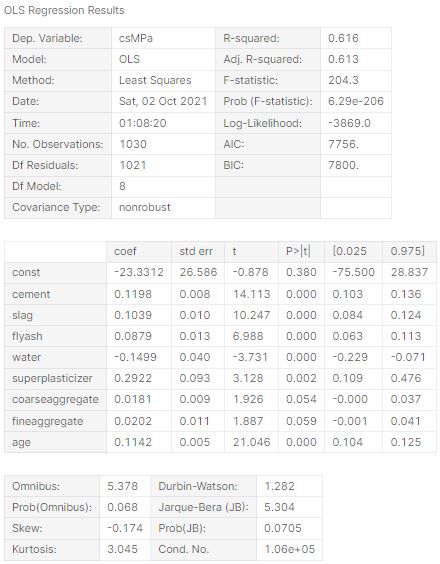 OLS Regression Results
Dep. Variable: csMPa R-squared: 0.616
Model: OLS Adj. R-squared: 0.613
Method: Least Squares F-statistic: 204.3
Date: Sat, 02 Oct 2021 Prob (F-statistic): 6.29e-206
Time: 01:08:20 Log-Likelihood: -3869.0
No. Observations: 1030 AIC: 7756.
Df Residuals: 1021 BIC: 7800.
Df Model: 8
Covariance Type: nonrobust
coef std err t P>|t| [0.025 0.975]
const -23.3312 26.586 -0.878 0.380 -75.500 28.837
cement 0.1198 0.008 14.113 0.000 0.103 0.136
slag 0.1039 0.010 10.247 0.000 0.084 0.124
flyash 0.0879 0.013 6.988 0.000 0.063 0.113
water -0.1499 0.040 -3.731 0.000 -0.229 -0.071
superplasticizer 0.2922 0.093 3.128 0.002 0.109 0.476
coarseaggregate 0.0181 0.009 1.926 0.054 -0.000 0.037
fineaggregate 0.0202 0.011 1.887 0.059 -0.001 0.041
age 0.1142 0.005 21.046 0.000 0.104 0.125
Omnibus: 5.378 Durbin-Watson: 1.282
Prob(Omnibus): 0.068 Jarque-Bera (JB): 5.304
Skew: -0.174 Prob(JB): 0.0705
Kurtosis: 3.045 Cond. No. 1.06e+05